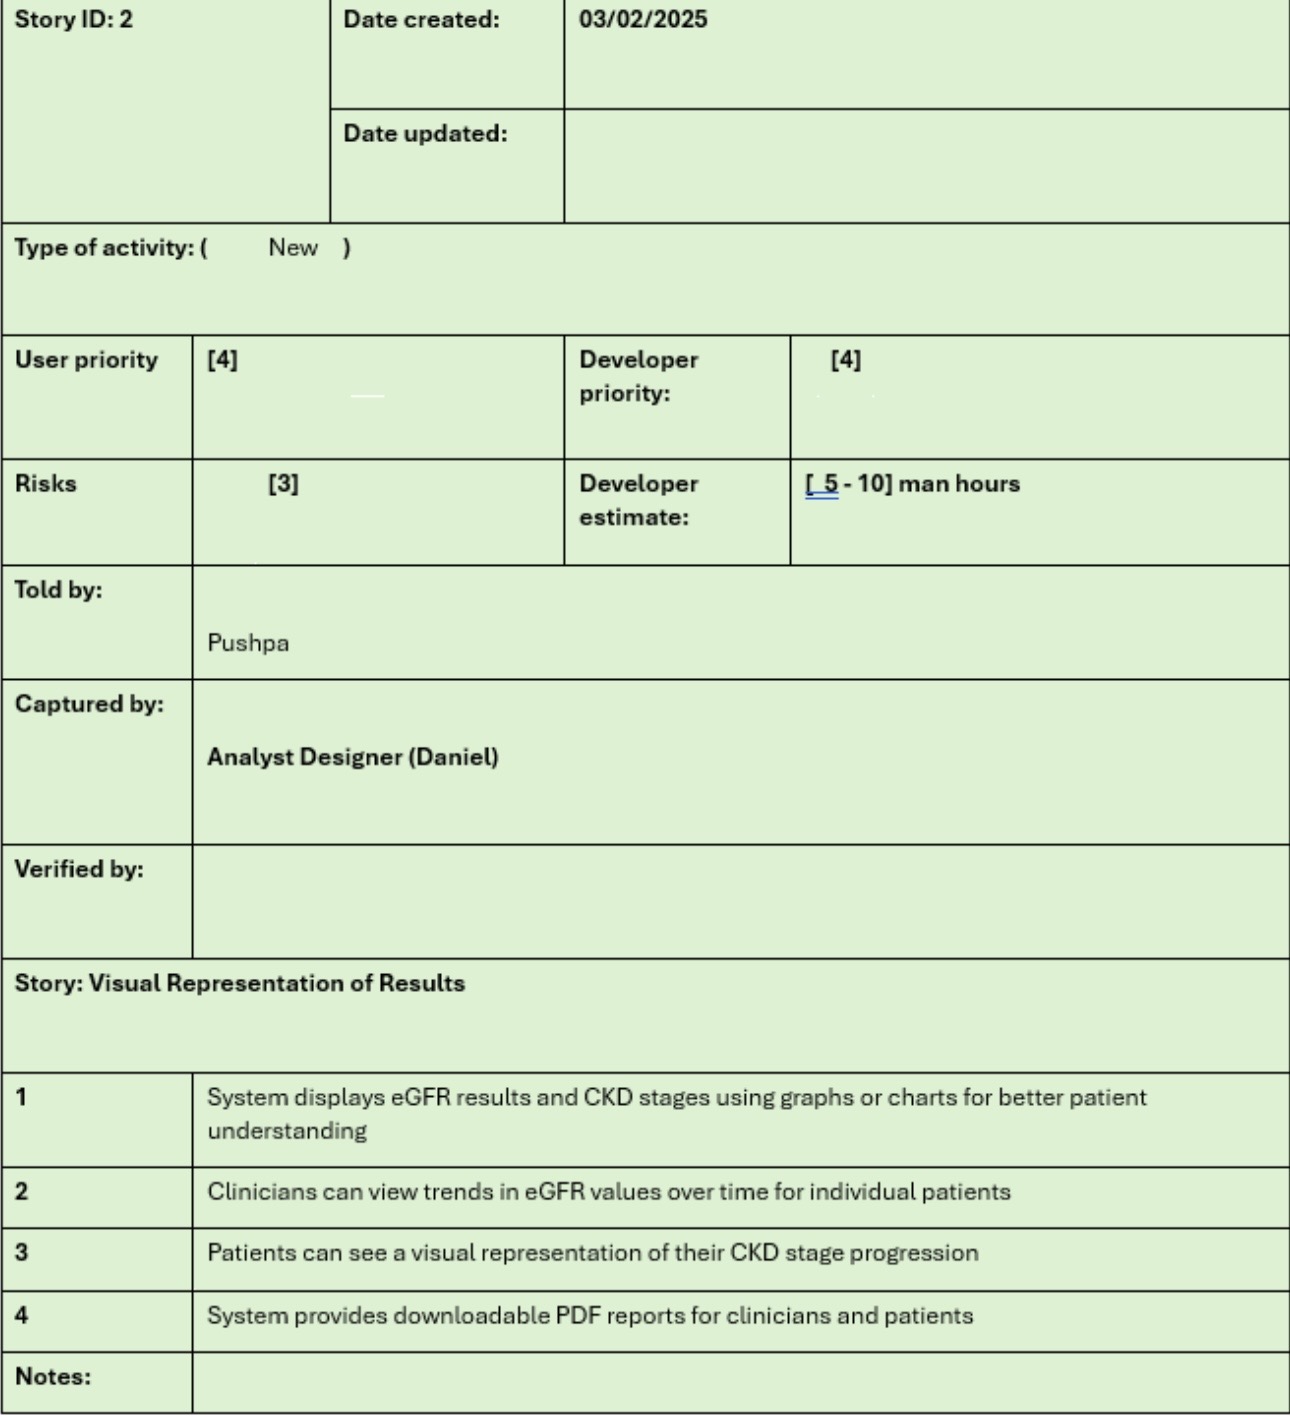 Story ID: 2
Date created:
03/02/2025
Date updated:
Type of activity: ( New )
User priority
[4]
Developer
priority:
[4]
Risks
[3]
Developer
estimate:
[ 5 - 10] man hours
Told by:
Pushpa
Captured by:
Analyst Designer (Daniel)
Verified by:
Story: Visual Representation of Results
1
System displays eGFR results and CKD stages using graphs or charts for better patient
understanding
2
Clinicians can view trends in eGFR values over time for individual patients
3
Patients can see a visual representation of their CKD stage progression
4
System provides downloadable PDF reports for clinicians and patients
Notes: